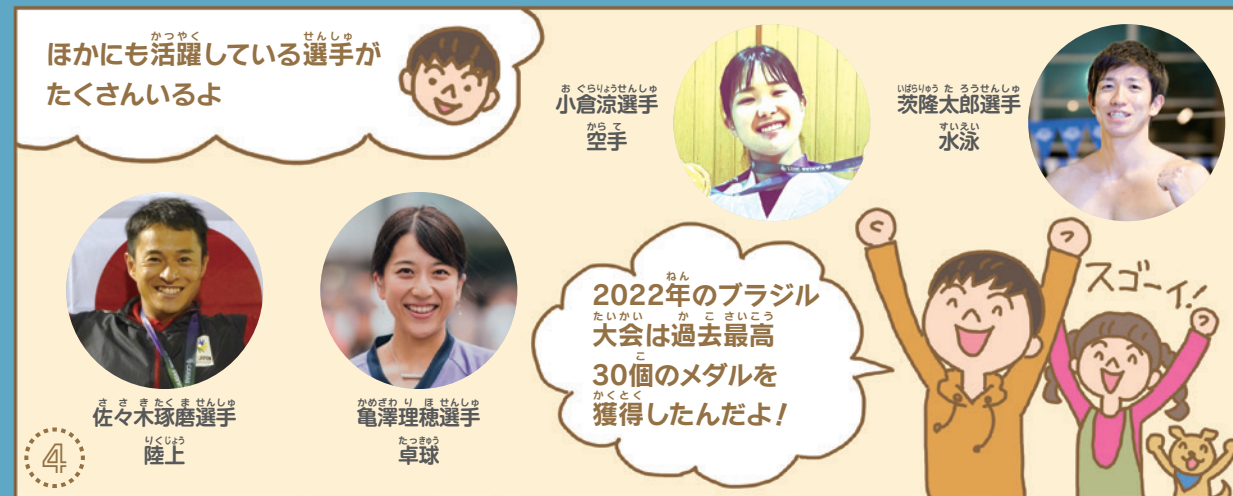 ほかにも活躍している選手が
たくさんいるよ
小倉涼選手
空手
茨隆太郎選手
水泳
佐々木琢磨選手
陸上
亀澤理穂選手
卓球
2022年のブラジル
大会は過去最高
30個のメダルを
獲得したんだよ!
スゴーイ!
4